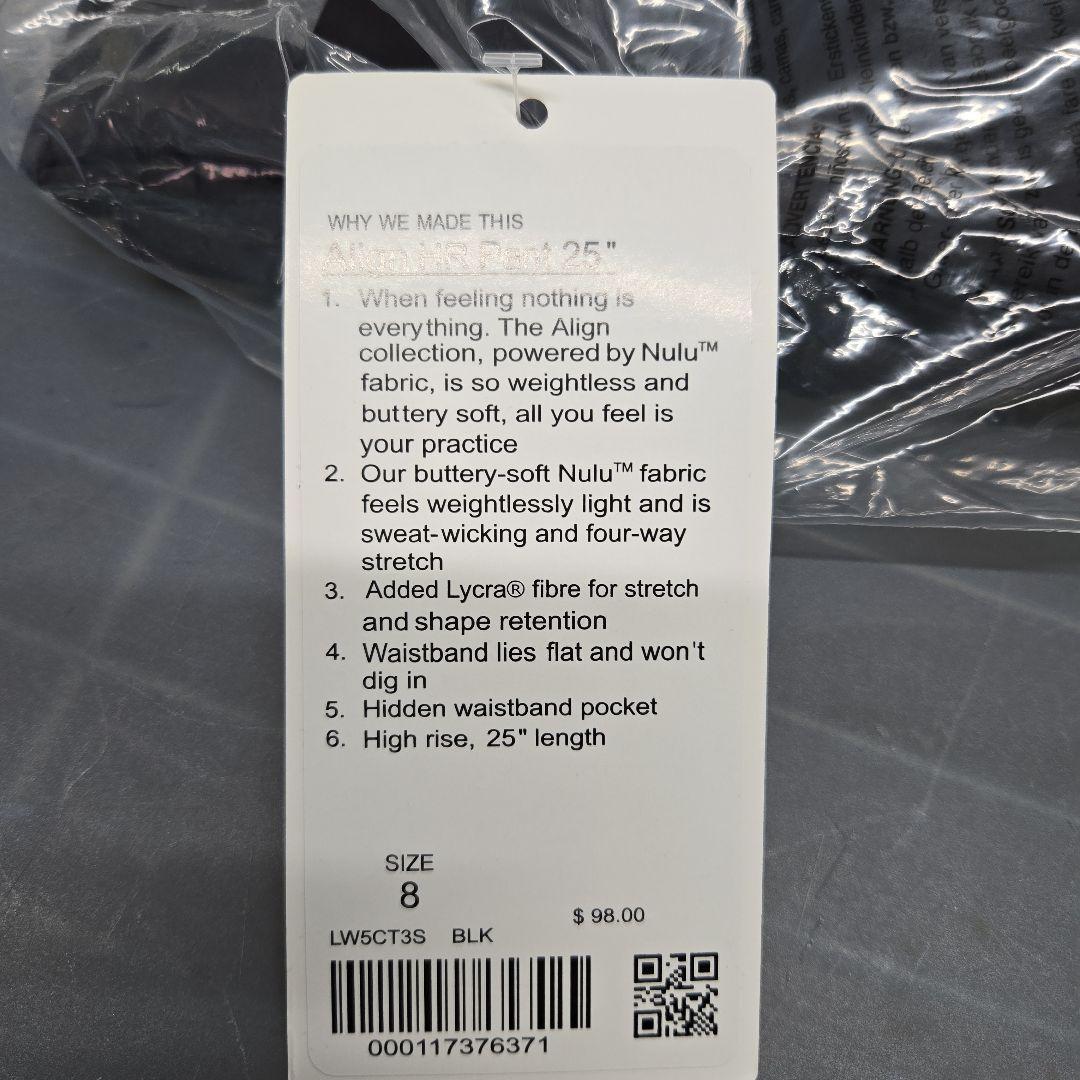 WHY WE MADE THIS
Align HR Pant 25"
1. When feeling nothing is
everything. The Align
collection, powered by Nulu™
fabric, is so weightless and
buttery soft, all you feel is
your practice
2. Our buttery-soft Nulu™ fabric
feels weightlessly light and is
sweat-wicking and four-way
stretch
3. Added Lycra® fibre for stretch
and shape retention
4. Waistband lies flat and won't
dig in
5. Hidden waistband pocket
6. High rise, 25" length
SIZE
8
$ 98.00
LW5CT3S BLK
000117376371
ADVERTENCIA